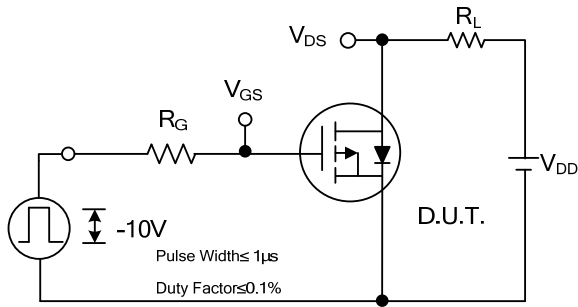 R_L
V_DS
V_GS
R_G
V_DD
D.U.T.
-10V
Pulse Width≤ 1μs
Duty Factor≤0.1%